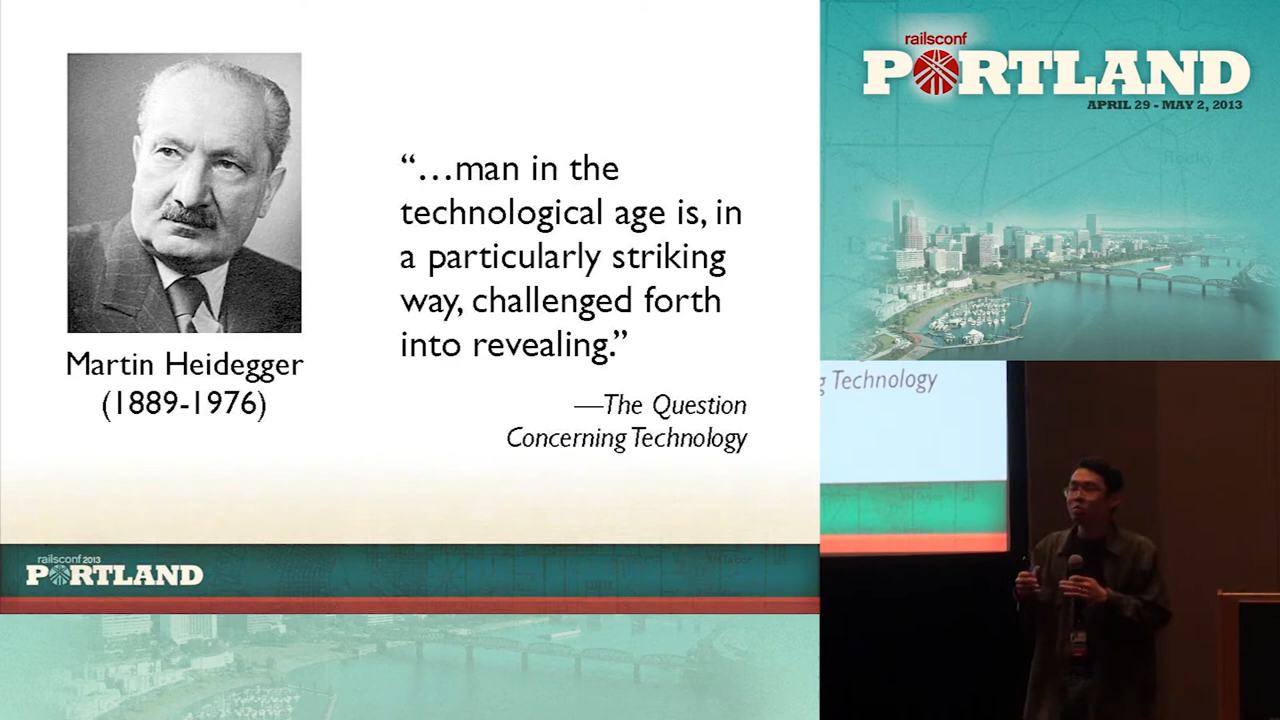 “…man in the
technological age is, in
a particularly striking
way, challenged forth
into revealing.”
—The Question
Concerning Technology
Martin Heidegger
(1889-1976)
railsconf 2013
PORTLAND
railsconf
PORTLAND
APRIL 29 - MAY 2, 2013
g Technology